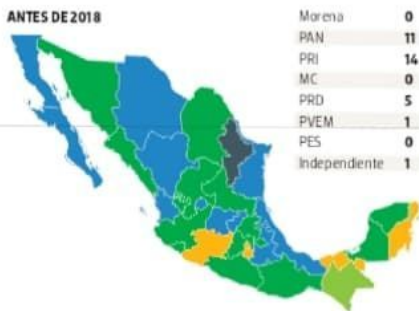 ANTES DE 2018
Morena 0
PAN 11
PRI 14
MC 0
PRD 5
PVEM 1
PES 0
Independiente 1